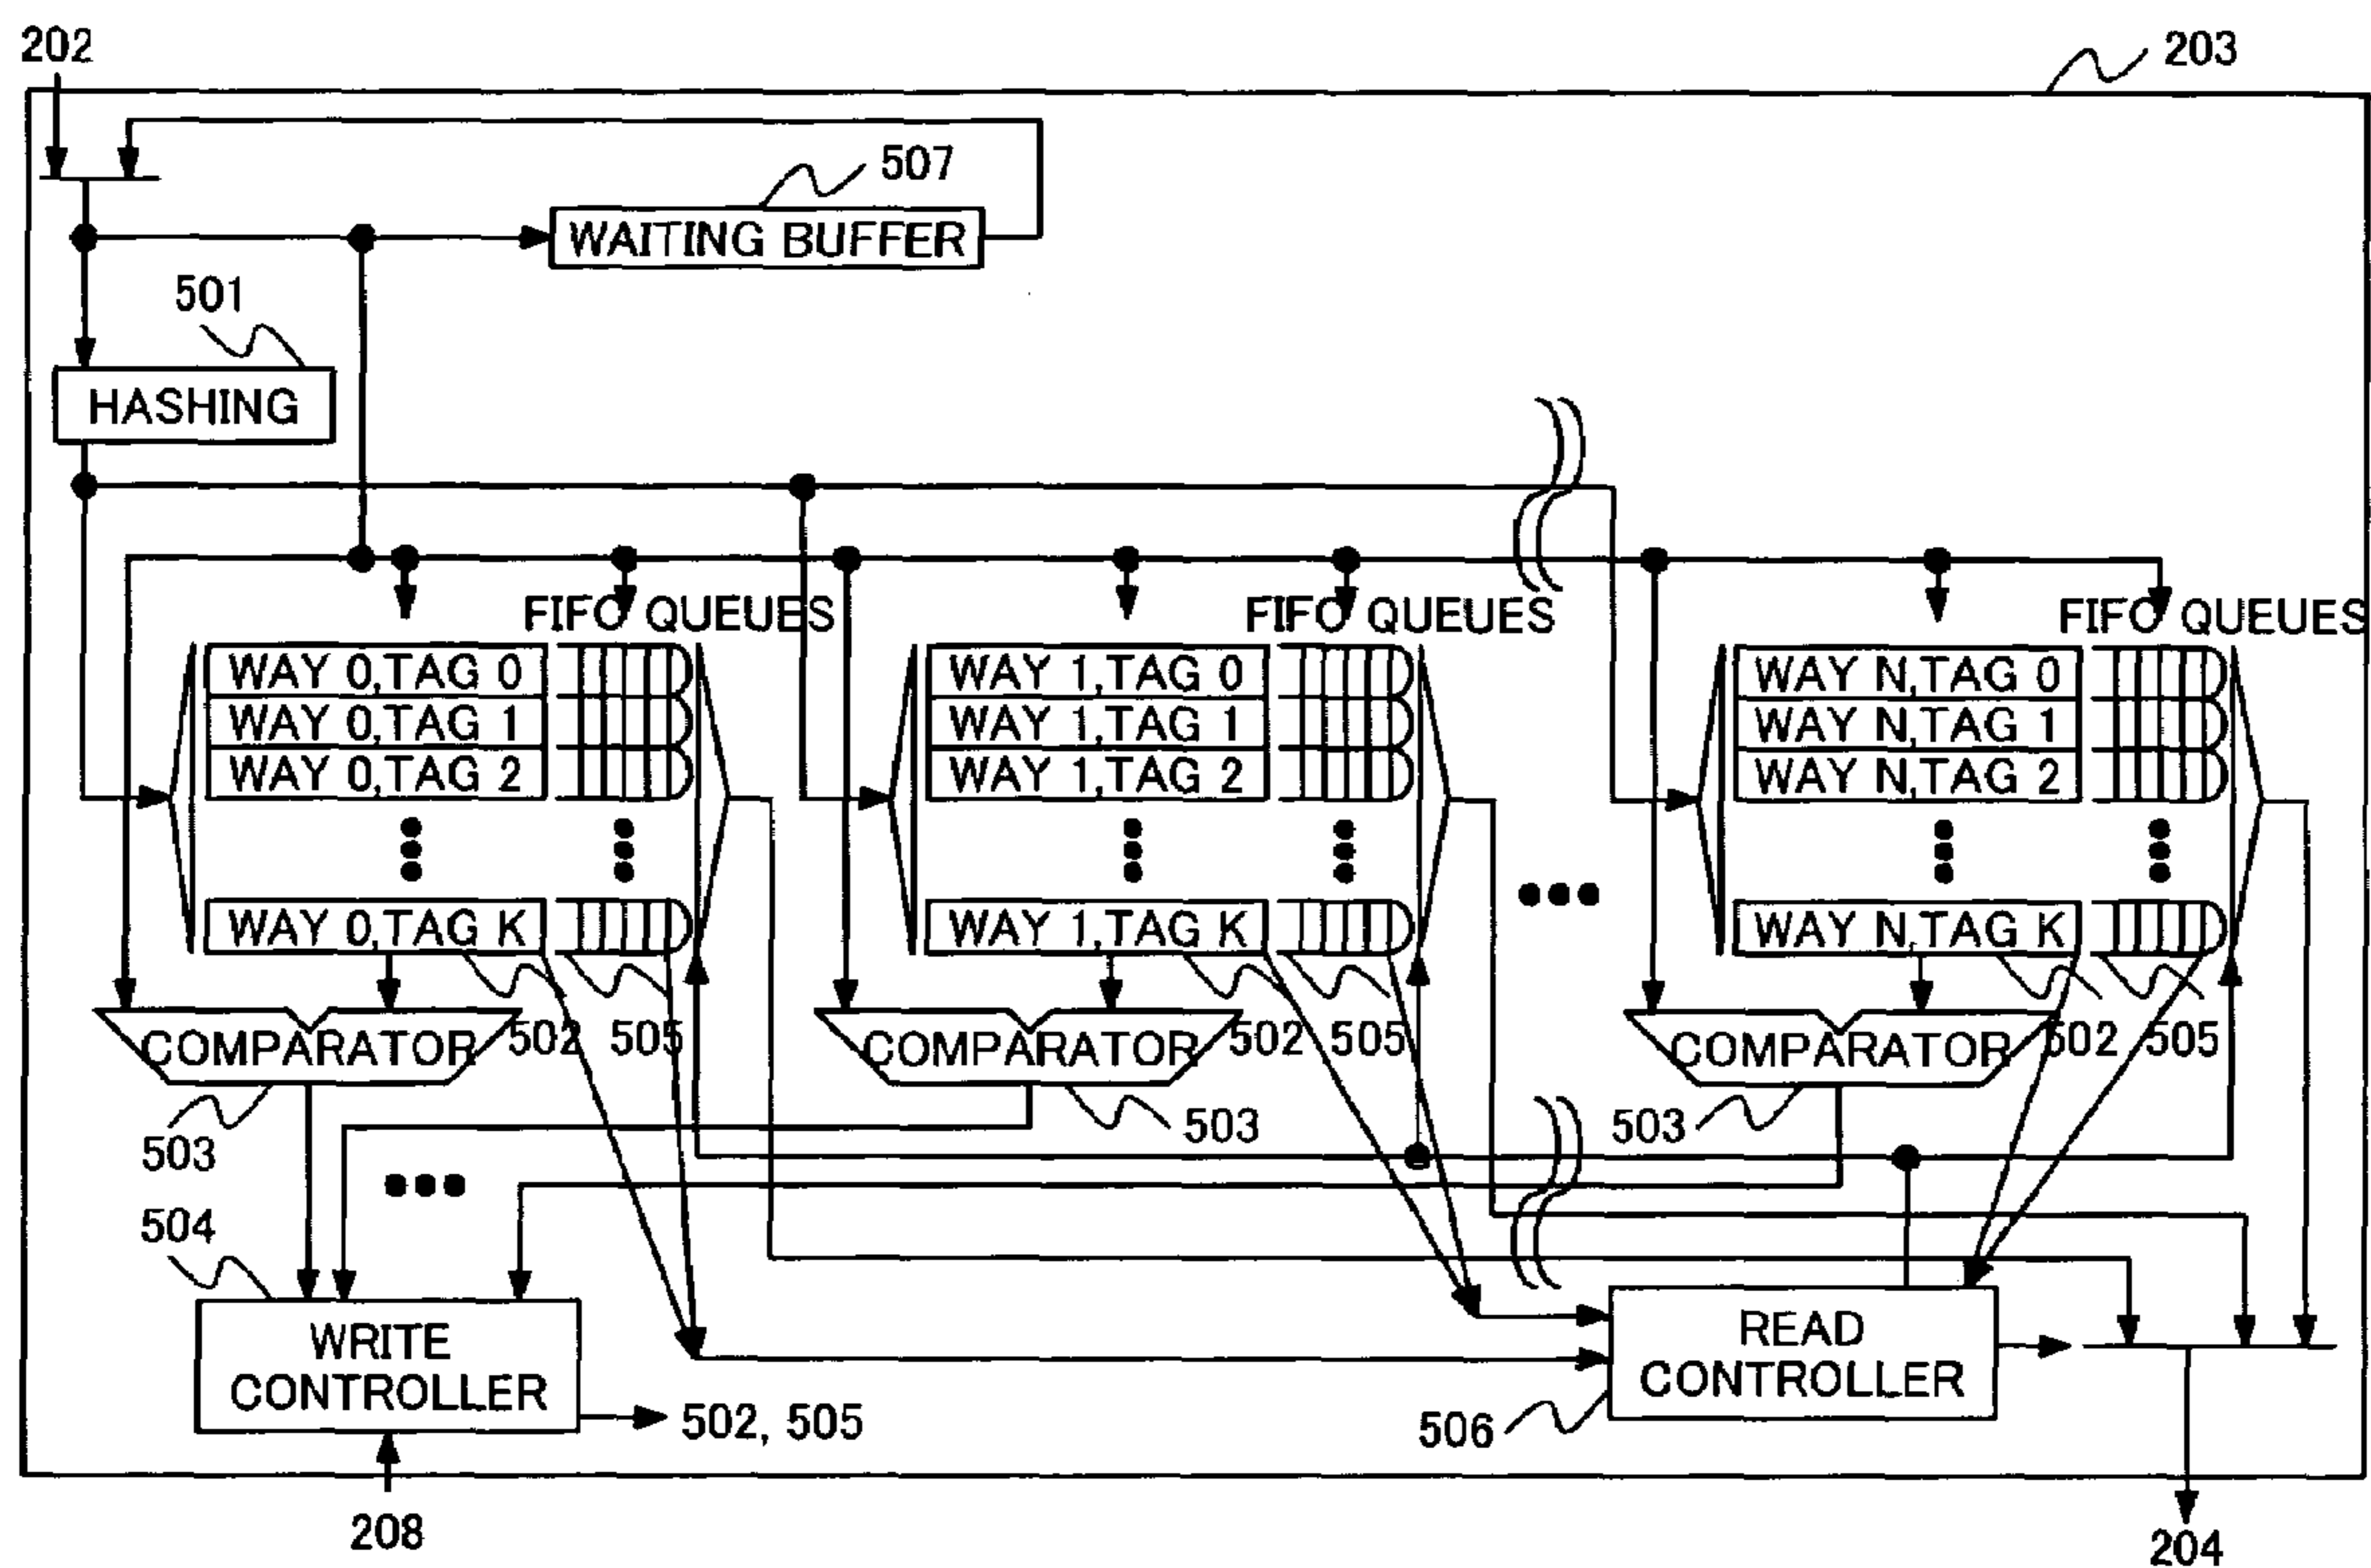 202
203
507
WAITING BUFFER
501
HASHING
FIFO QUEUES
FIFO QUEUES
FIFO QUEUES
WAY 0,TAG 0
WAY 0,TAG 1
WAY 0,TAG 2
WAY 0,TAG K
WAY 1,TAG 0
WAY 1,TAG 1
WAY 1,TAG 2
WAY 1,TAG K
WAY N,TAG 0
WAY N,TAG 1
WAY N,TAG 2
WAY N,TAG K
COMPARATOR
502
505
COMPARATOR
502
505
COMPARATOR
502
505
503
503
503
504
WRITE
CONTROLLER
502, 505
READ
CONTROLLER
506
208
204